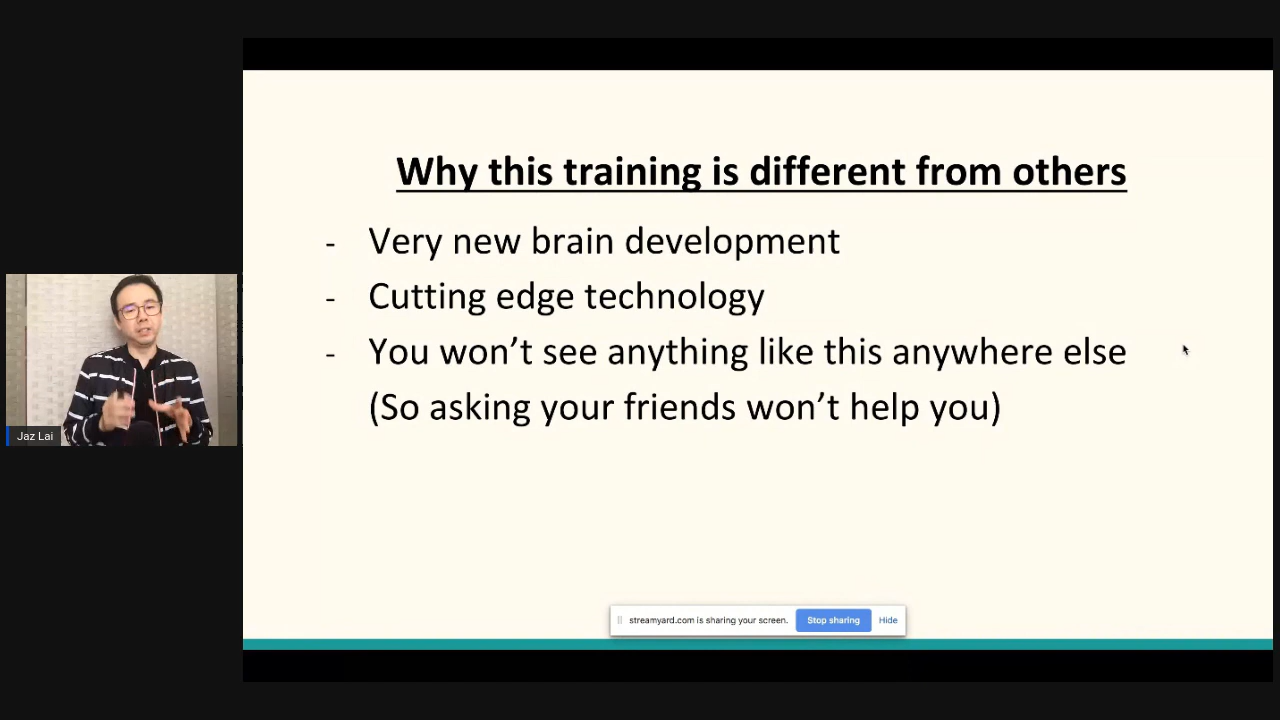 Why this training is different from others
- Very new brain development
- Cutting edge technology
- You won’t see anything like this anywhere else
(So asking your friends won’t help you)
Jaz Lai
streamyard.com is sharing your screen. Stop sharing Hide